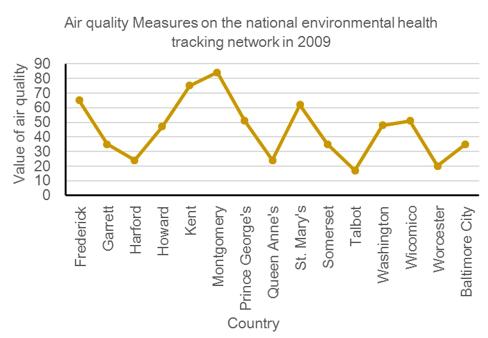 Air quality Measures on the national environmental health
tracking network in 2009
Value of air quality
90
80
70
60
50
40
30
20
10
0
Frederick
Garrett
Harford
Howard
Kent
Montgomery
Prince George's
Queen Anne's
St. Mary's
Somerset
Talbot
Washington
Wicomico
Worcester
Baltimore City
Country